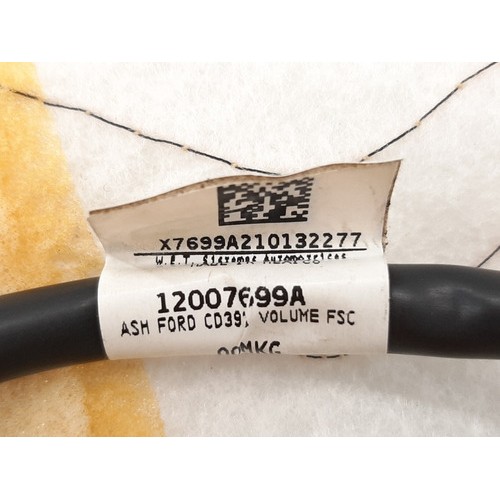 X7699A210132277
W.E.T. Sistemas Automotrices
12007699A
ASH FORD CD391 VOLUME FSC